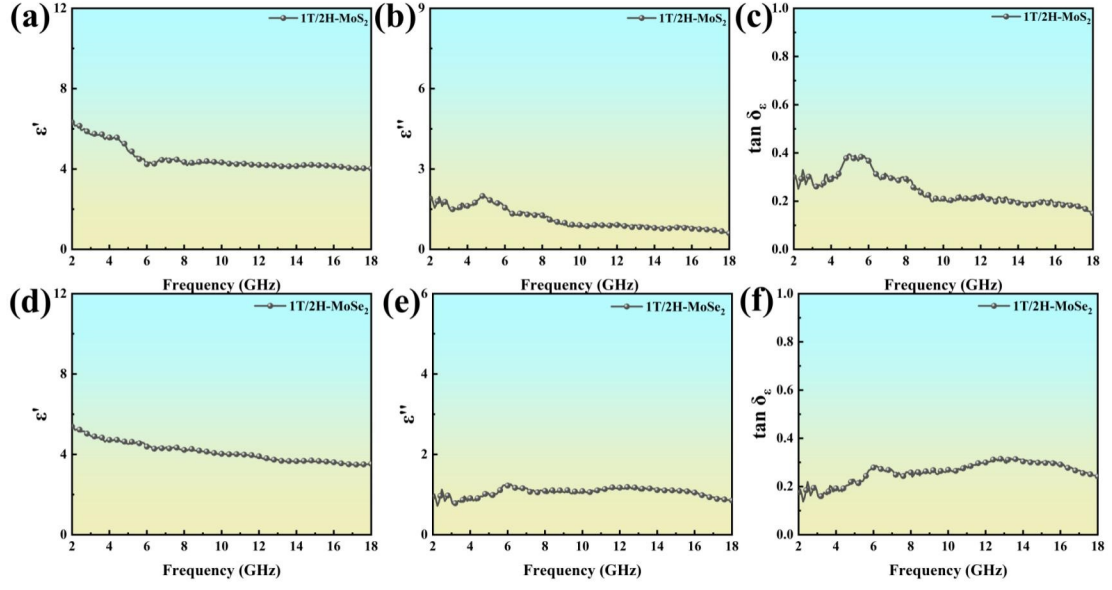 (a)
1T/2H-MoS₂
12
8
4
0
ε'
2 4 6 8 10 12 14 16 18
Frequency (GHz)
(b)
1T/2H-MoS₂
9
6
3
0
ε''
2 4 6 8 10 12 14 16 18
Frequency (GHz)
(c)
1T/2H-MoS₂
1.0
0.8
0.6
0.4
0.2
0.0
tan δε
2 4 6 8 10 12 14 16 18
Frequency (GHz)
(d)
1T/2H-MoSe₂
12
8
4
0
ε'
2 4 6 8 10 12 14 16 18
Frequency (GHz)
(e)
1T/2H-MoSe₂
6
4
2
0
ε''
2 4 6 8 10 12 14 16 18
Frequency (GHz)
(f)
1T/2H-MoSe₂
1.0
0.8
0.6
0.4
0.2
0.0
tan δε
2 4 6 8 10 12 14 16 18
Frequency (GHz)